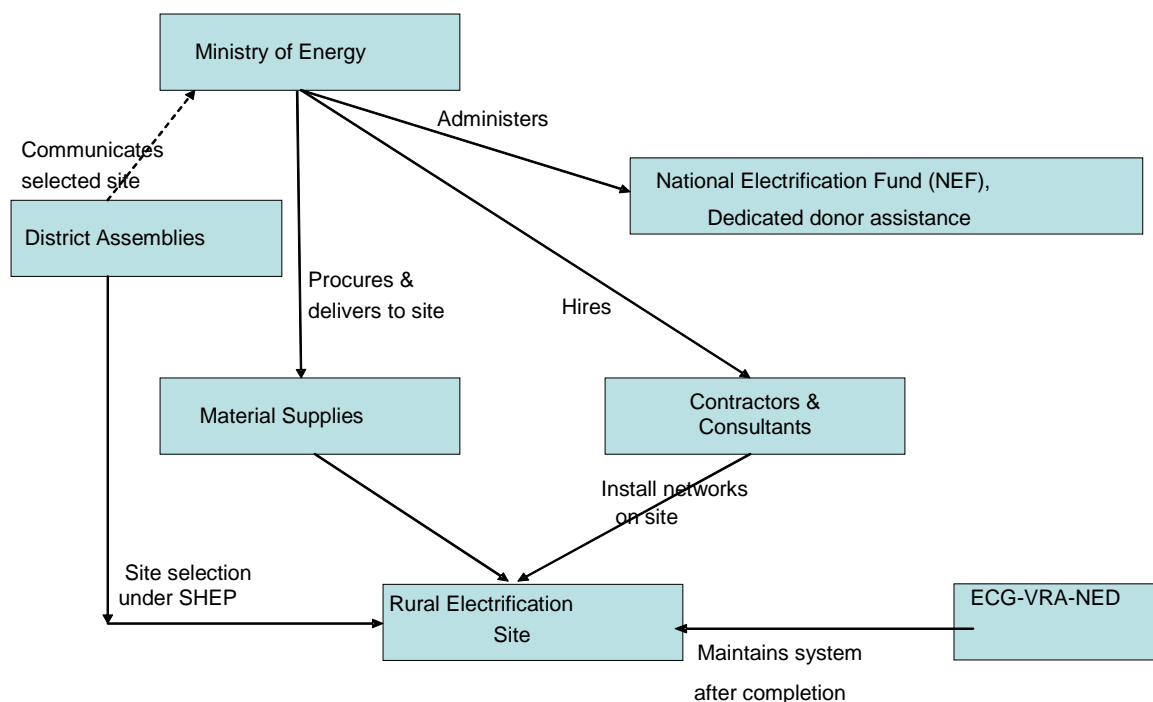 Ministry of Energy
Administers
Communicates
selected site
National Electrification Fund (NEF),
Dedicated donor assistance
District Assemblies
Procures &
delivers to site
Hires
Material Supplies
Contractors &
Consultants
Install networks
on site
Site selection
under SHEP
Rural Electrification
Site
ECG-VRA-NED
Maintains system
after completion